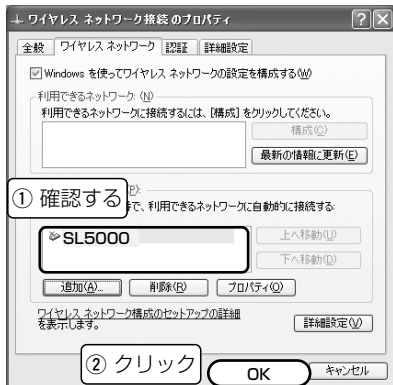 ワイヤレス ネットワーク接続 のプロパティ
全般 ワイヤレス ネットワーク 認証 詳細設定
Windows を使ってワイヤレス ネットワークの設定を構成する(W)
利用できるネットワーク: (N)
利用できるネットワークに接続するには、[構成] をクリックしてください。
構成(C)
最新の情報に更新(E)
① 確認する
(P):
で、利用できるネットワークに自動的に接続する:
SL5000
上へ移動(U)
下へ移動(D)
追加(A)... 削除(R) プロパティ(O)
ワイヤレス ネットワーク構成のセットアップの詳細
を表示します。
詳細設定(V)
② クリック
OK キャンセル